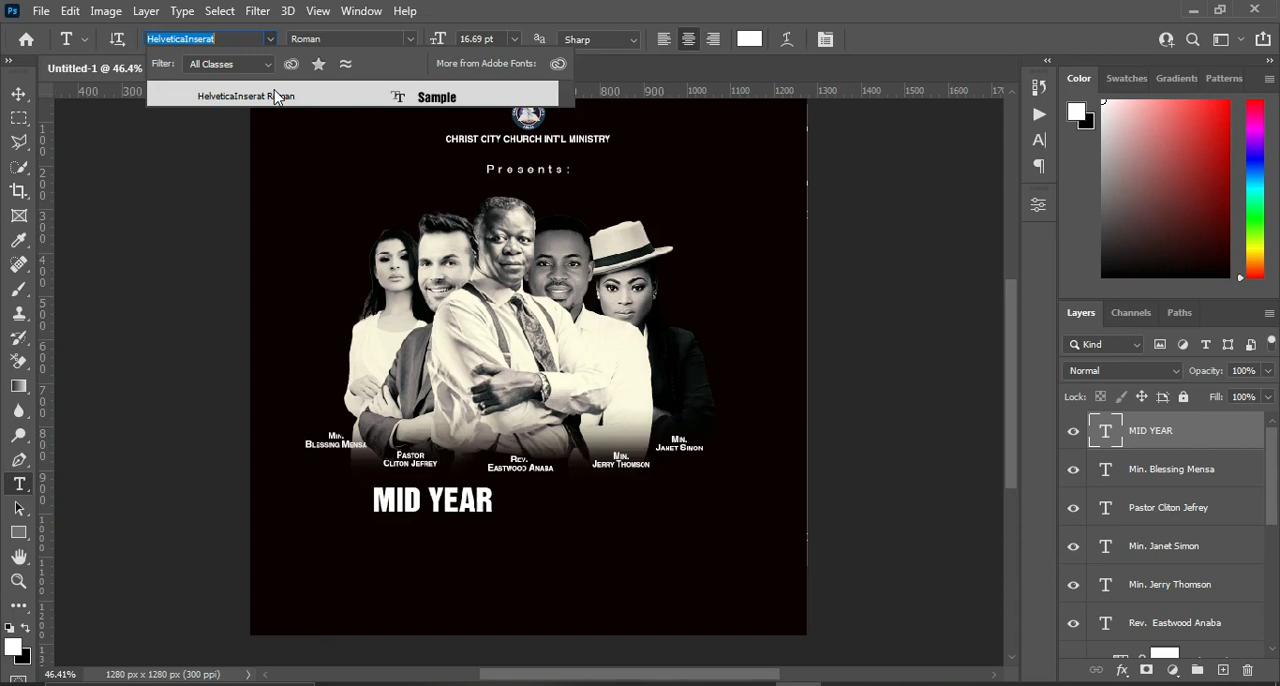 Ps File Edit Image Layer Type Select Filter 3D View Window Help
HelveticaInserat Roman 16.69 pt Sharp
Filter: All Classes More from Adobe Fonts:
Untitled-1 @ 46.4%
HelveticaInserat Roman Sample
400 300 600 700 800 900 1000 1100 1200 1300 1400 1500 1600 1700
CHRIST CITY CHURCH INT'L MINISTRY
Presents:
Min.
Blessing Mensa
Pastor
Cliton Jefrey
Rev.
Eastwood Anaba
Min.
Jerry Thomson
Min.
Janet Simon
MID YEAR
Color Swatches Gradients Patterns
Layers Channels Paths
Kind
Normal Opacity: 100%
Lock: Fill: 100%
MID YEAR
Min. Blessing Mensa
Pastor Cliton Jefrey
Min. Janet Simon
Min. Jerry Thomson
Rev. Eastwood Anaba
46.41% 1280 px x 1280 px (300 ppi)